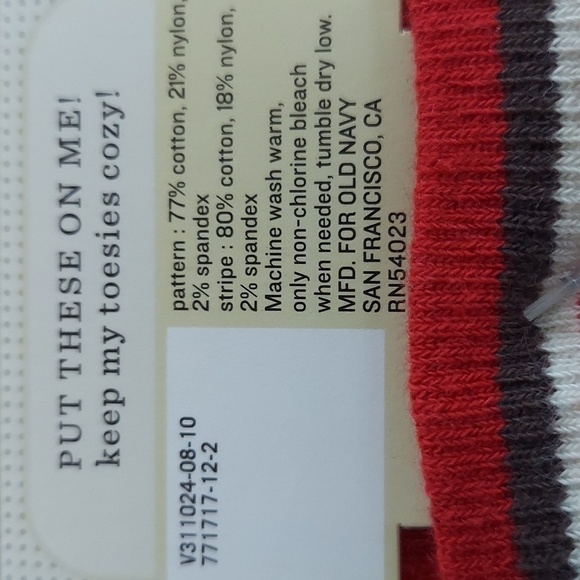 PUT THESE ON ME!
keep my toesies cozy!
pattern : 77% cotton, 21% nylon,
2% spandex
stripe : 80% cotton, 18% nylon,
2% spandex
Machine wash warm,
only non-chlorine bleach
when needed, tumble dry low.
MFD. FOR OLD NAVY
SAN FRANCISCO, CA
RN54023
V311024-08-10
771717-12-2